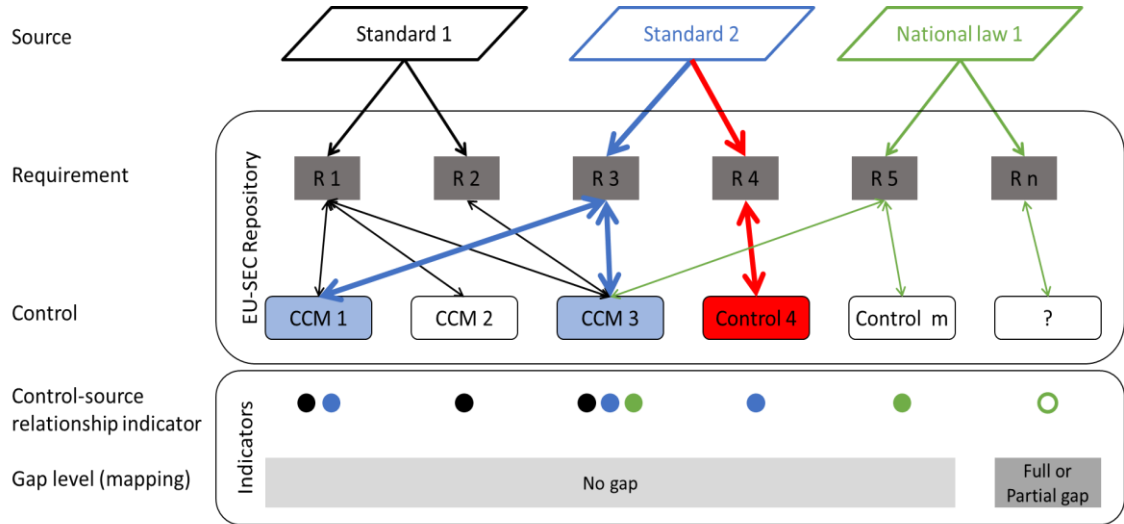 Source
Standard 1
Standard 2
National law 1
EU-SEC Repository
Requirement
R 1
R 2
R 3
R 4
R 5
R n
Control
CCM 1
CCM 2
CCM 3
Control 4
Control m
?
Indicators
Control-source
relationship indicator
Gap level (mapping)
No gap
Full or
Partial gap